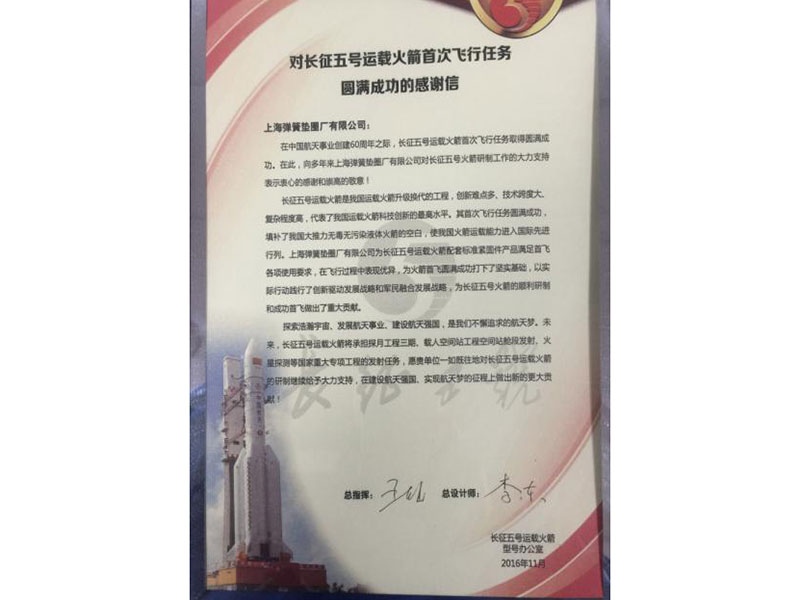 对长征五号运载火箭首次飞行任务
圆满成功的感谢信
上海弹簧垫圈厂有限公司：
在中国航天事业创建60周年之际，长征五号运载火箭首次飞行任务取得圆满成
功。在此，向多年来上海弹簧垫圈厂有限公司对长征五号火箭研制工作的大力支持
表示衷心的感谢和崇高的敬意！
长征五号运载火箭是我国运载火箭升级换代的工程，创新难点多、技术跨度大、
复杂程度高，代表了我国运载火箭科技创新的最高水平。其首次飞行任务圆满成功，
填补了我国大推力无毒无污染液体火箭的空白，使我国火箭运载能力进入国际先进
行列。上海弹簧垫圈厂有限公司为长征五号运载火箭配套标准紧固件产品满足首飞
各项使用要求，在飞行过程中表现优异，为火箭首飞圆满成功打下了坚实基础，以实
际行动践行了创新驱动发展战略和军民融合发展战略，为长征五号火箭的顺利研制
和成功首飞做出了重大贡献。
探索浩瀚宇宙、发展航天事业、建设航天强国，是我们不懈追求的航天梦。未
来，长征五号运载火箭将承担探月工程三期、载人空间站工程空间站舱段发射、火
星探测等国家重大专项工程的发射任务，愿贵单位一如既往地对长征五号运载火箭
的研制继续给予大力支持，在建设航天强国、实现航天梦的征程上做出新的更大贡
献！
长征五号
总指挥： 总设计师：李东
长征五号运载火箭
型号办公室
2016年11月